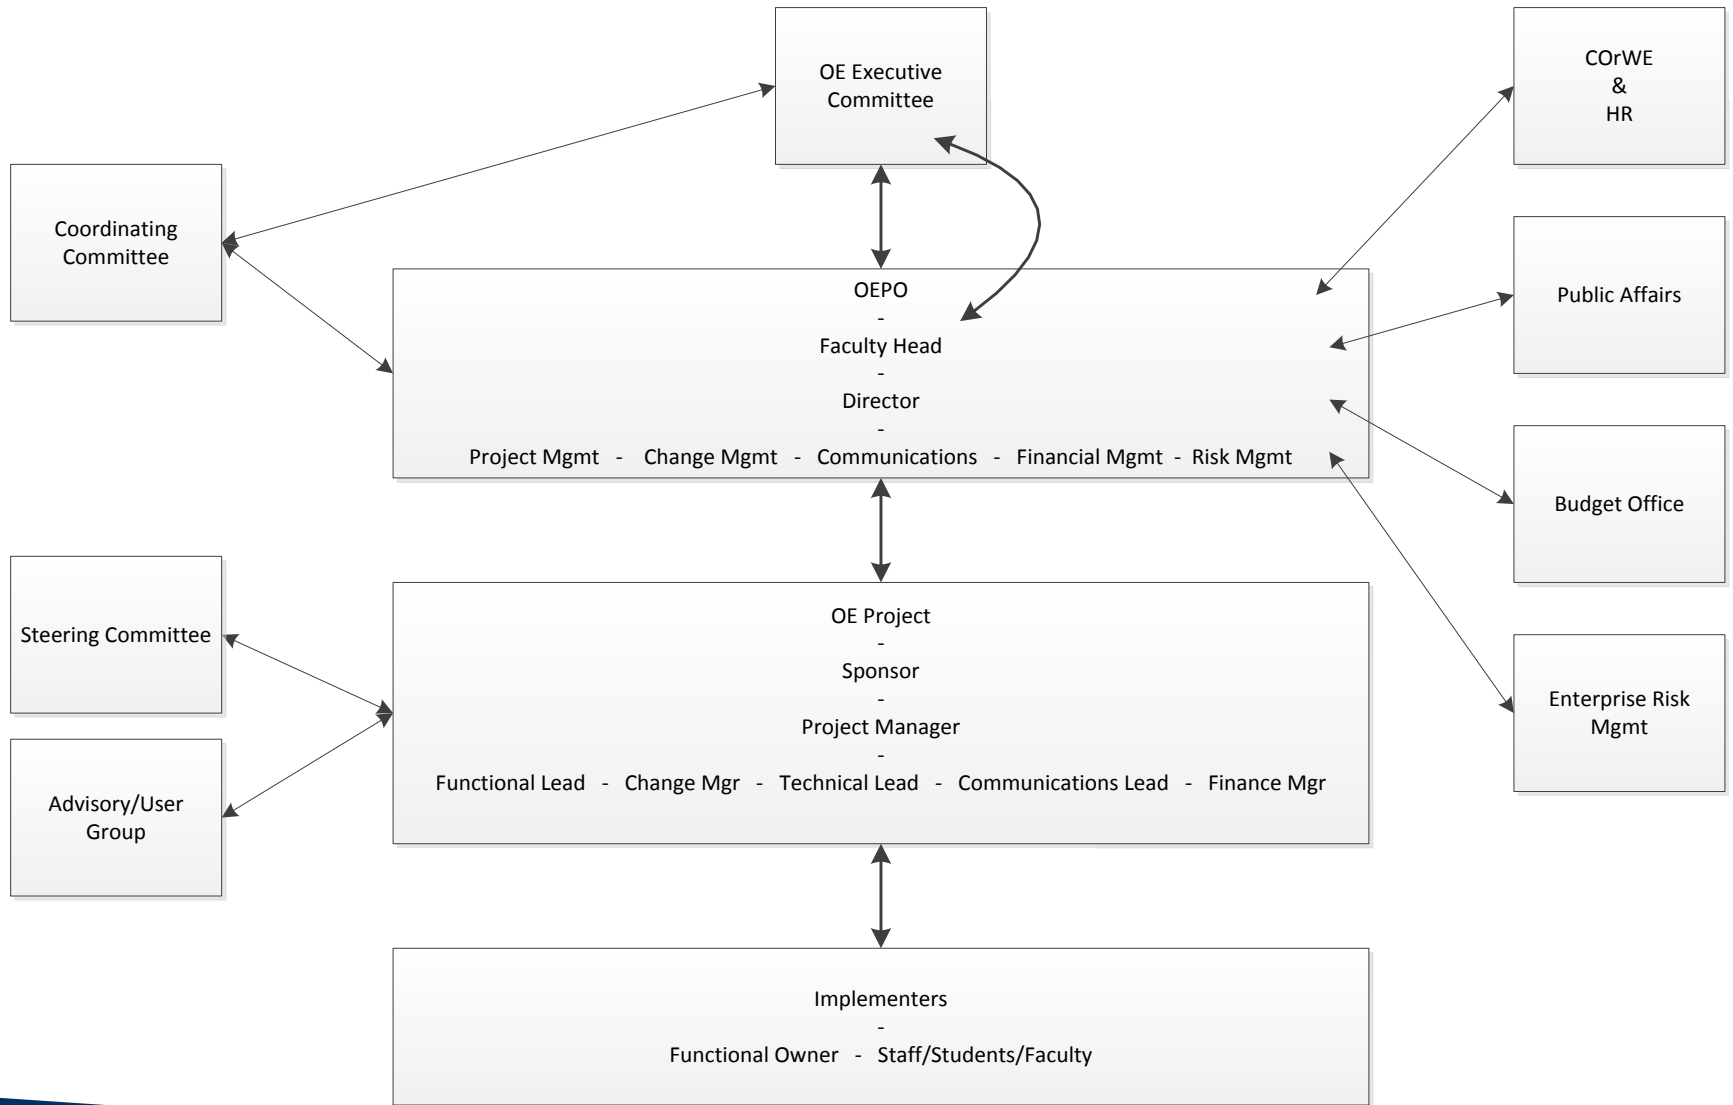 OE Executive
Committee
COrWE
&
HR
Coordinating
Committee
Public Affairs
OEPO
-
Faculty Head
-
Director
-
Project Mgmt - Change Mgmt - Communications - Financial Mgmt - Risk Mgmt
Budget Office
Steering Committee
OE Project
-
Sponsor
-
Project Manager
-
Functional Lead - Change Mgr - Technical Lead - Communications Lead - Finance Mgr
Enterprise Risk
Mgmt
Advisory/User
Group
Implementers
-
Functional Owner - Staff/Students/Faculty